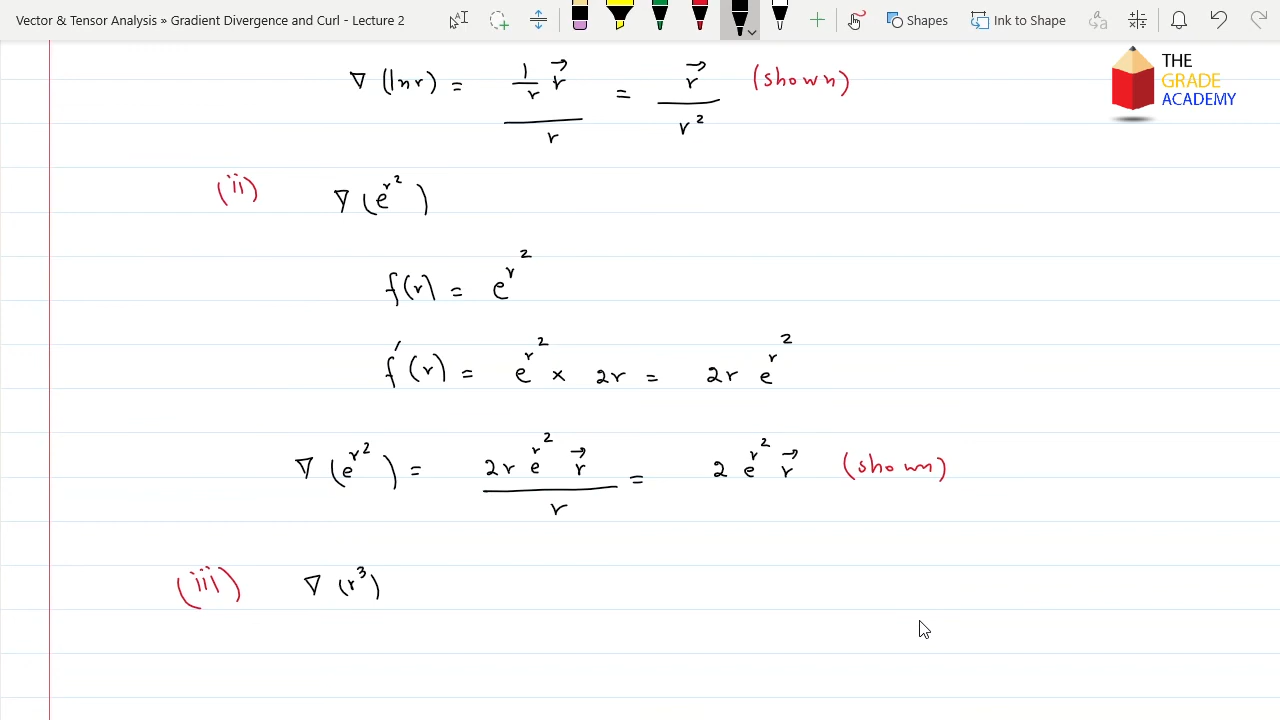 Vector & Tensor Analysis » Gradient Divergence and Curl - Lecture 2
Shapes
Ink to Shape
THE
GRADE
ACADEMY
∇ (ln r) = (1/r r⃗)/r = r⃗/r² (shown)
(ii) ∇(e^{r²})
f(r) = e^{r²}
f'(r) = e^{r²} × 2r = 2r e^{r²}
∇(e^{r²}) = (2r e^{r²} r⃗)/r = 2 e^{r²} r⃗ (shown)
(iii) ∇ (r³)